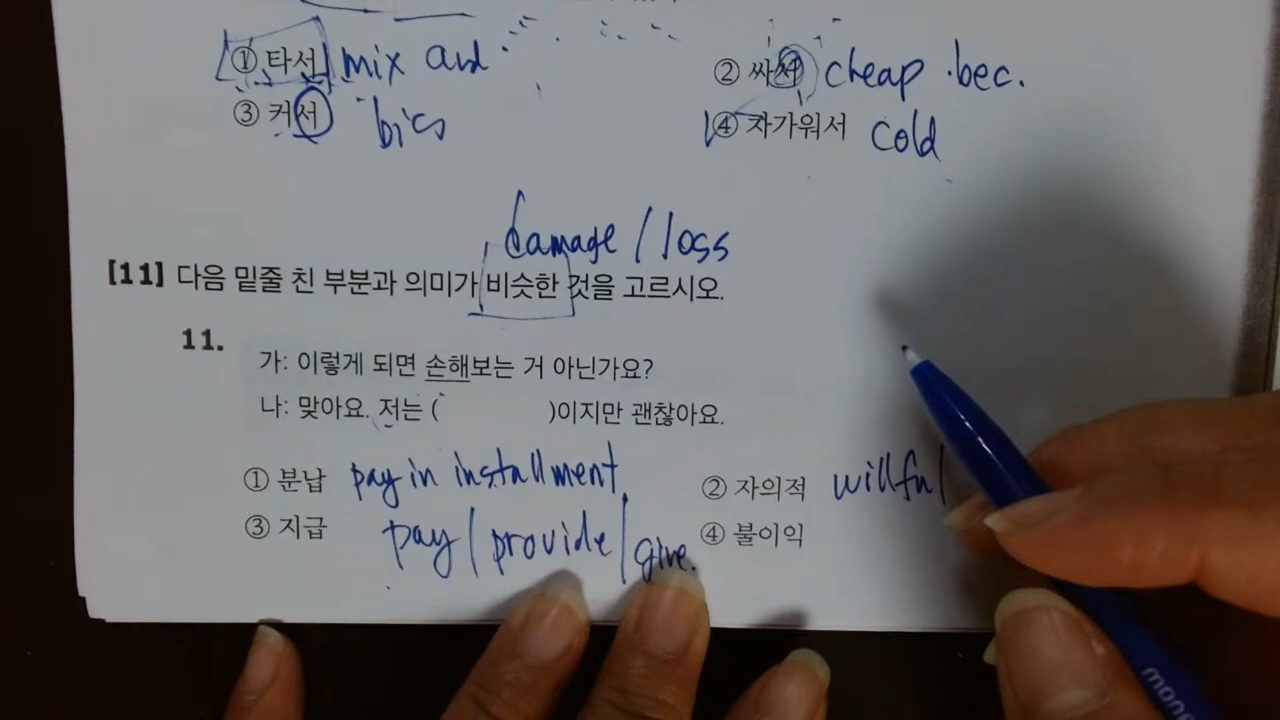 ① 타서 mix and
② 싸서 cheap bec.
③ 커서
④ 차가워서 cold
damage / loss
[11] 다음 밑줄 친 부분과 의미가 비슷한 것을 고르시오.
11.
가: 이렇게 되면 손해보는 거 아닌가요?
나: 맞아요. 저는 ( )이지만 괜찮아요.
① 분납 pay in installment.
② 자의적 willful
③ 지급 pay / provide / give.
④ 불이익
mono